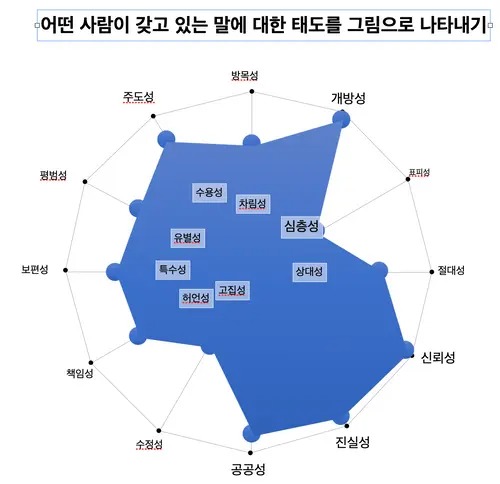 어떤 사람이 갖고 있는 말에 대한 태도를 그림으로 나타내기
방목성
주도성
개방성
평범성
표피성
수용성
차림성
심층성
유별성
보편성
특수성
상대성
절대성
허언성
고집성
신뢰성
책임성
수정성
진실성
공공성